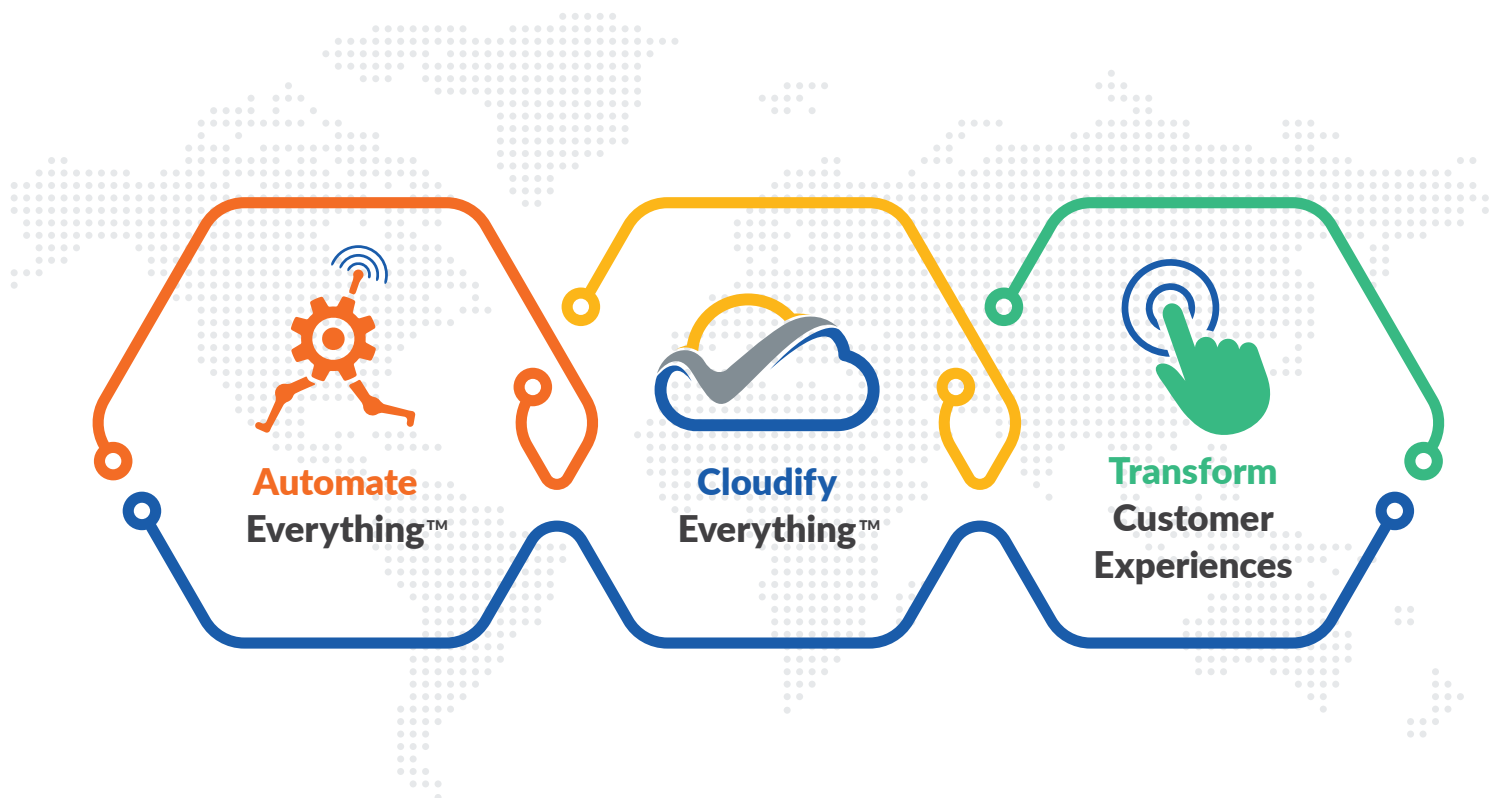 Automate
Everything™
Cloudify
Everything™
Transform
Customer
Experiences